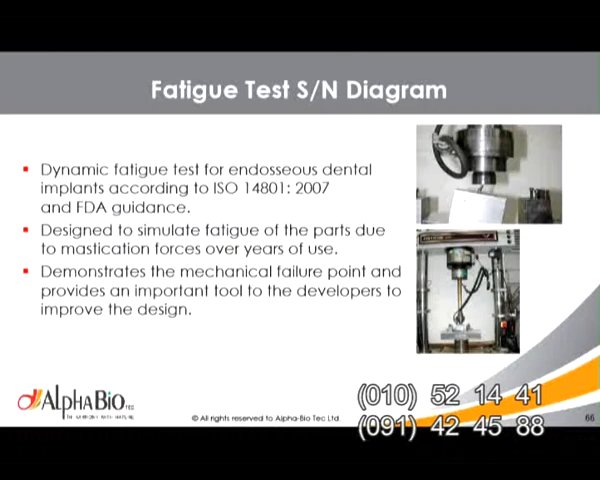 Fatigue Test S/N Diagram
Dynamic fatigue test for endosseous dental
implants according to ISO 14801: 2007
and FDA guidance.
Designed to simulate fatigue of the parts due
to mastication forces over years of use.
Demonstrates the mechanical failure point and
provides an important tool to the developers to
improve the design.
AlphaBio TEC
© All rights reserved to Alpha-Bio Tec Ltd.
(010) 52 14 41
66
(091) 42 45 88